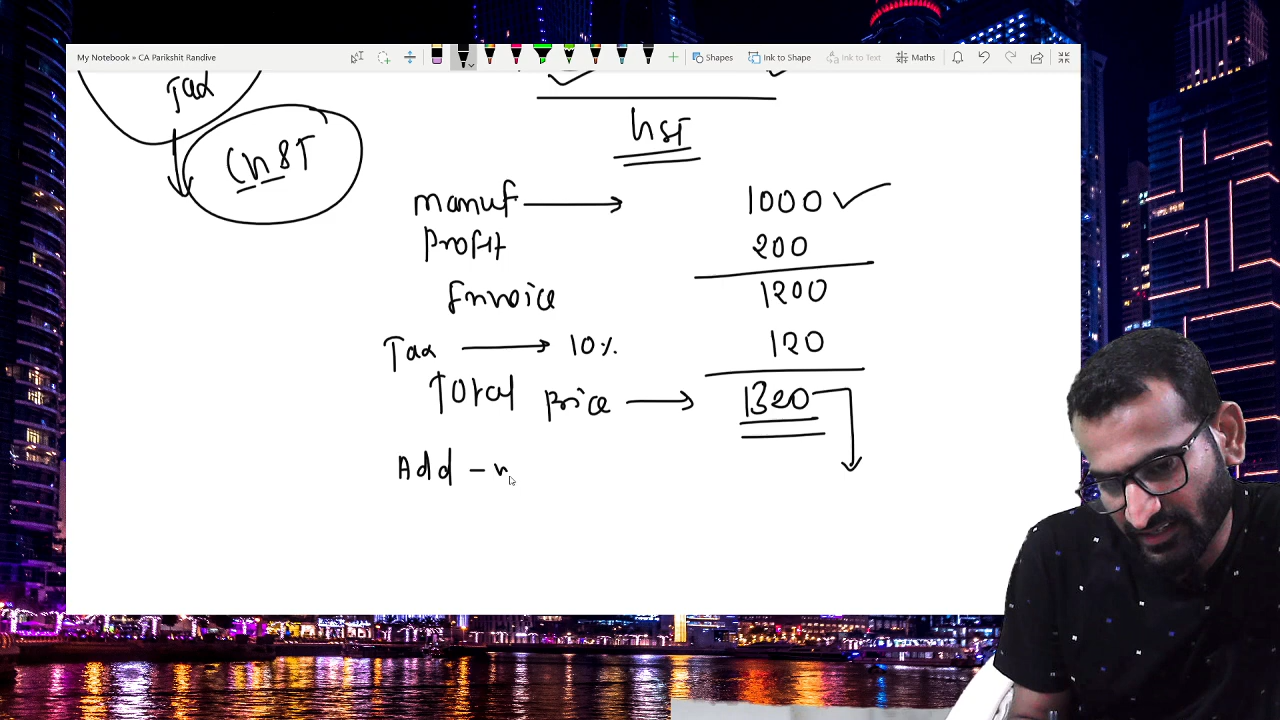 My Notebook » CA Parikshit Randive
Shapes
Ink to Shape
Ink to Text
Maths
Tax
GST
GST
Manuf → 1000 ✓
Profit 200
Invoice 1200
Tax → 10% 120
Total price → 1320
Add -